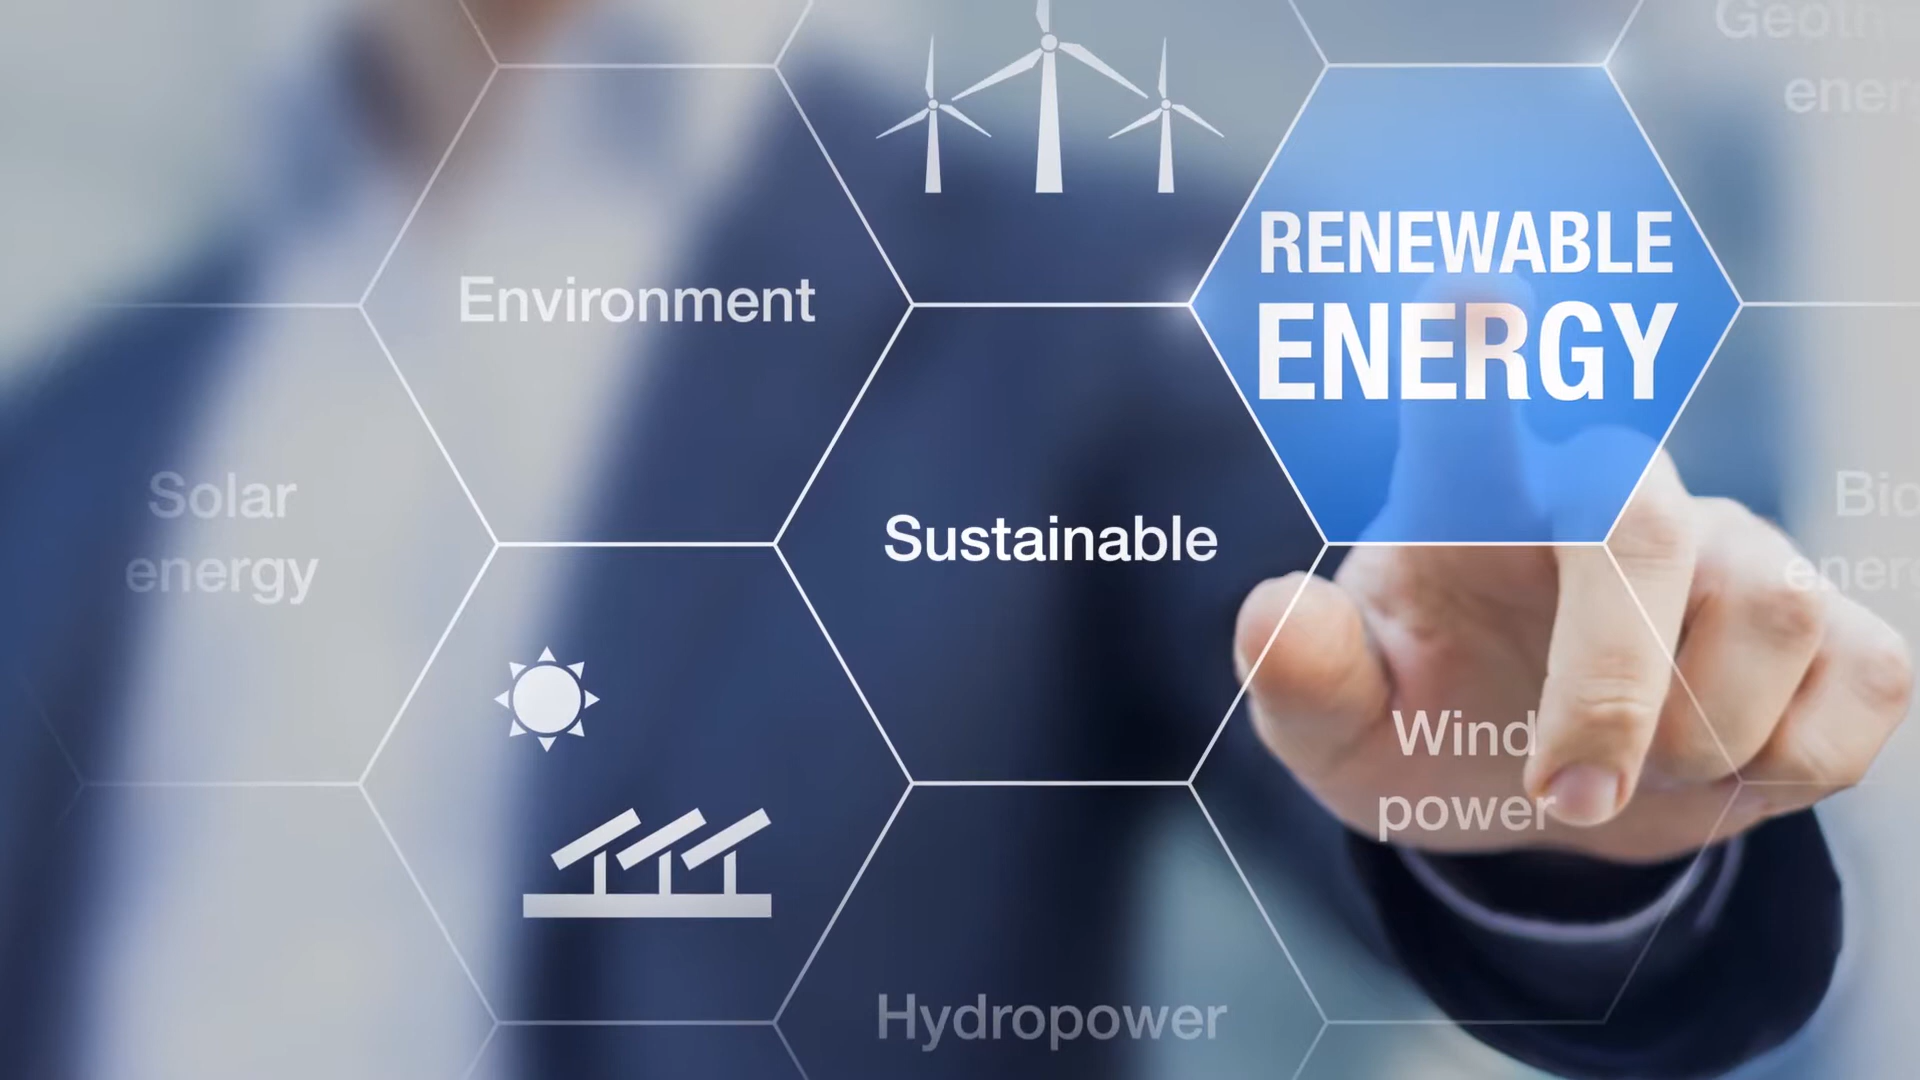 Environment
Solar
energy
Sustainable
RENEWABLE
ENERGY
Wind
power
Hydropower